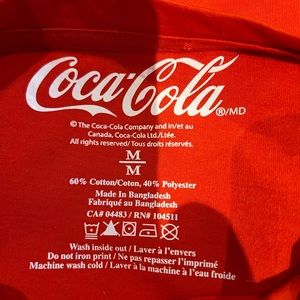 Coca-Cola ®/MD
© The Coca-Cola Company and in/et au
Canada, Coca-Cola Ltd./Ltée.
All rights reserved/Tous droits réservés.
M
M
60% Cotton/Coton, 40% Polyester
Made In Bangladesh
Fabriqué au Bangladesh
CA# 04483 / RN# 104511
Wash inside out / Laver à l'envers
Do not iron print / Ne pas repasser l'imprimé
Machine wash cold / Laver à la machine à l'eau froide